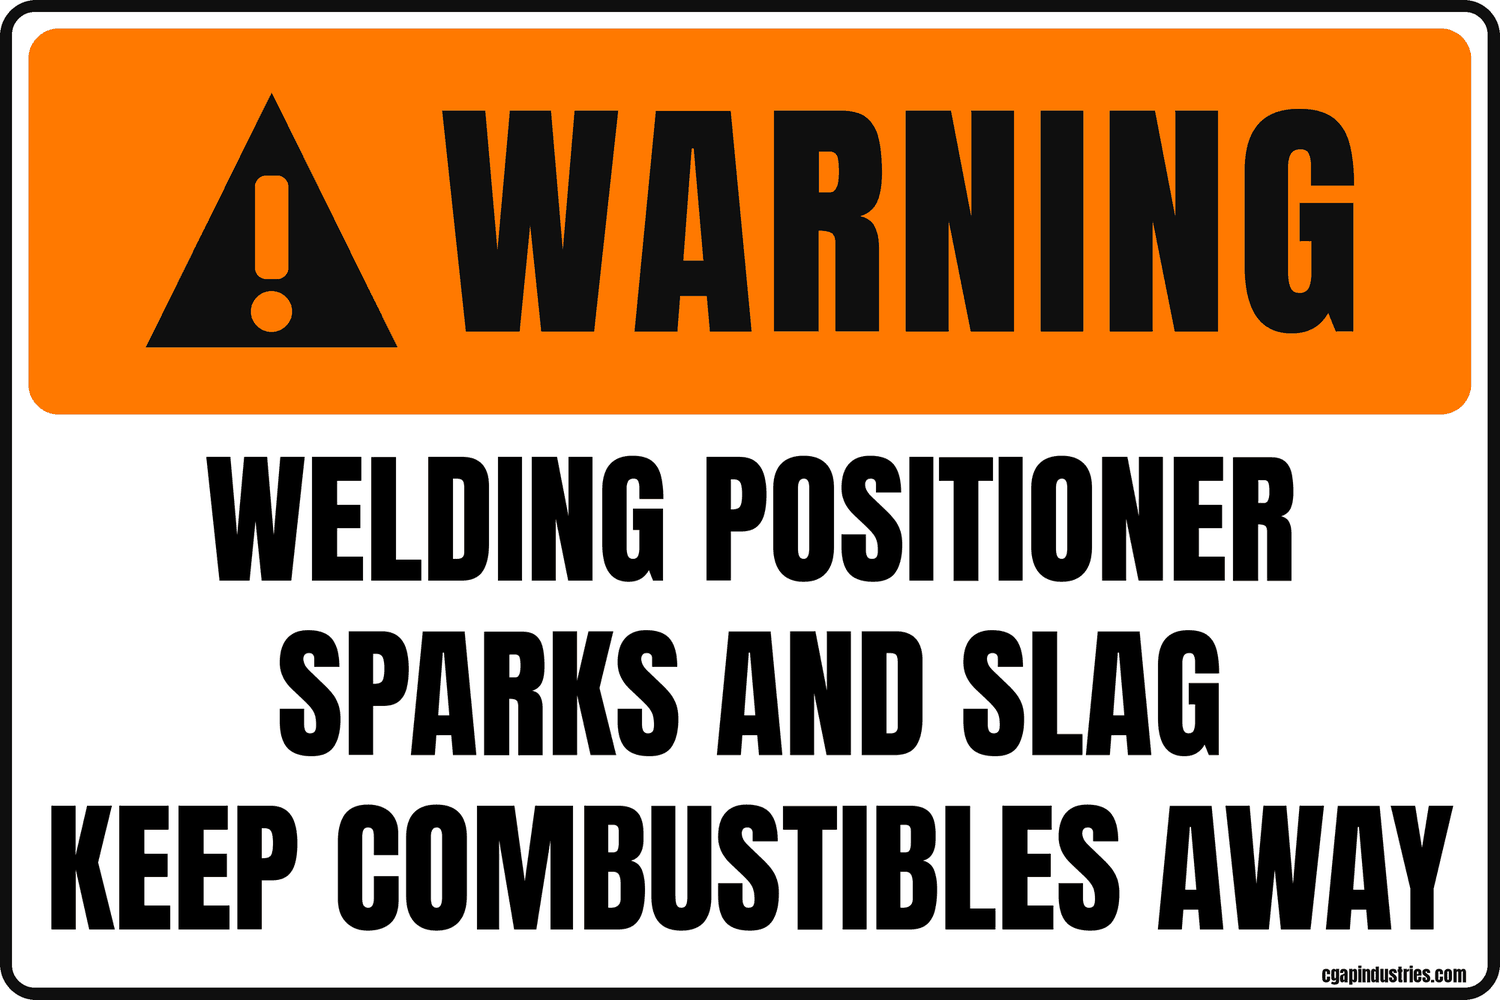 WARNING
WELDING POSITIONER
SPARKS AND SLAG
KEEP COMBUSTIBLES AWAY
cgapindustries.com